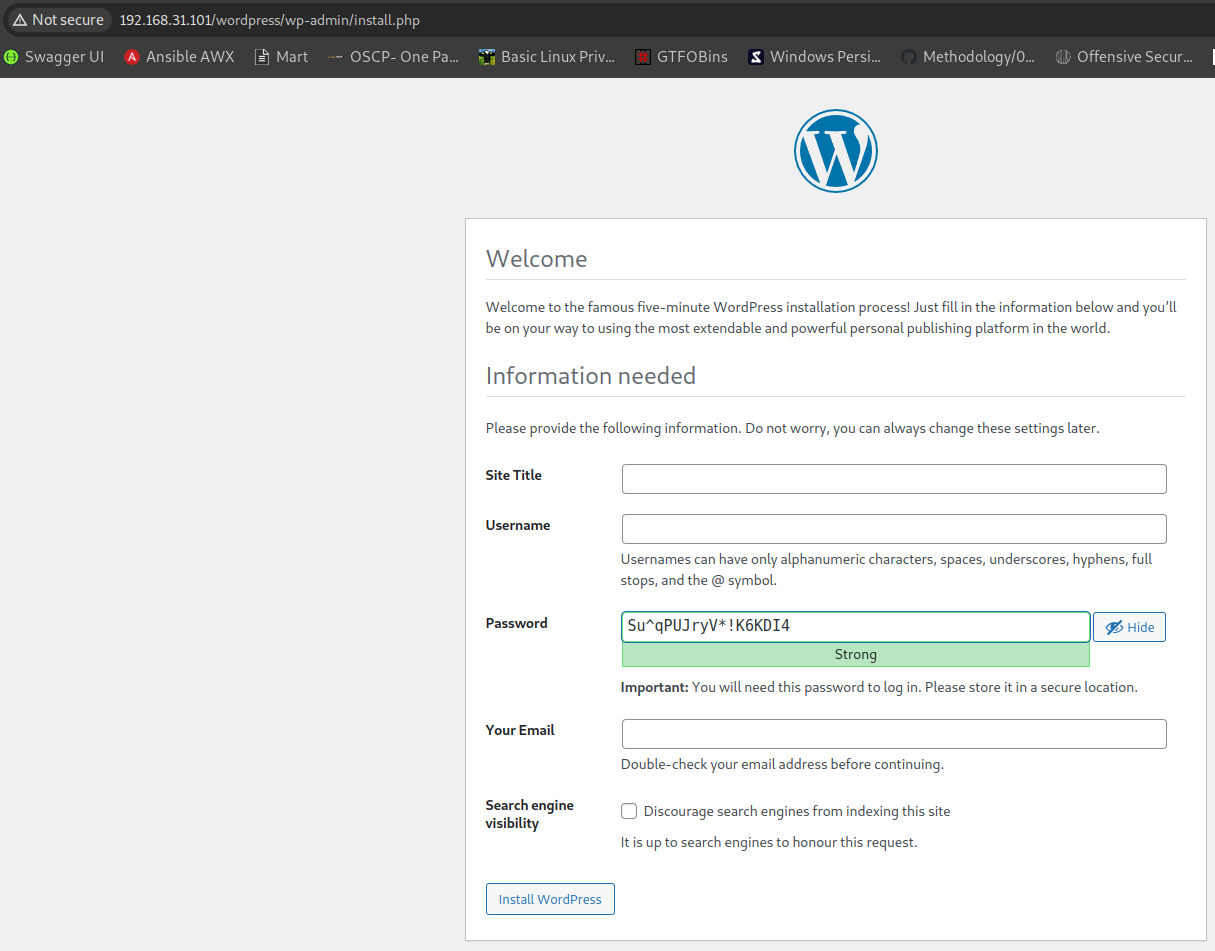 Not secure 192.168.31.101/wordpress/wp-admin/install.php
Swagger UI Ansible AWX Mart OSCP- One Pa... Basic Linux Priv... GTFOBins Windows Persi... Methodology/0... Offensive Secur...
Welcome
Welcome to the famous five-minute WordPress installation process! Just fill in the information below and you’ll
be on your way to using the most extendable and powerful personal publishing platform in the world.
Information needed
Please provide the following information. Do not worry, you can always change these settings later.
Site Title
Username
Usernames can have only alphanumeric characters, spaces, underscores, hyphens, full
stops, and the @ symbol.
Password Su^qPUJryV*!K6KDI4 Hide
Strong
Important: You will need this password to log in. Please store it in a secure location.
Your Email
Double-check your email address before continuing.
Search engine
visibility
Discourage search engines from indexing this site
It is up to search engines to honour this request.
Install WordPress